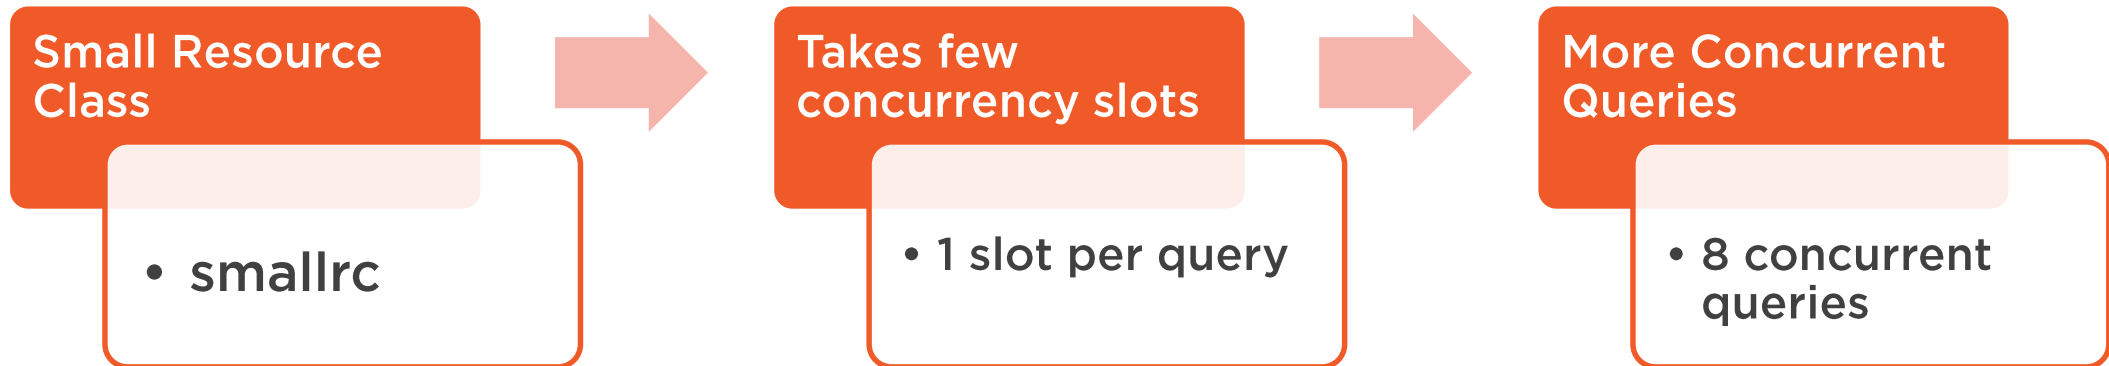 Small Resource
Class
• smallrc
Takes few
concurrency slots
• 1 slot per query
More Concurrent
Queries
• 8 concurrent
queries